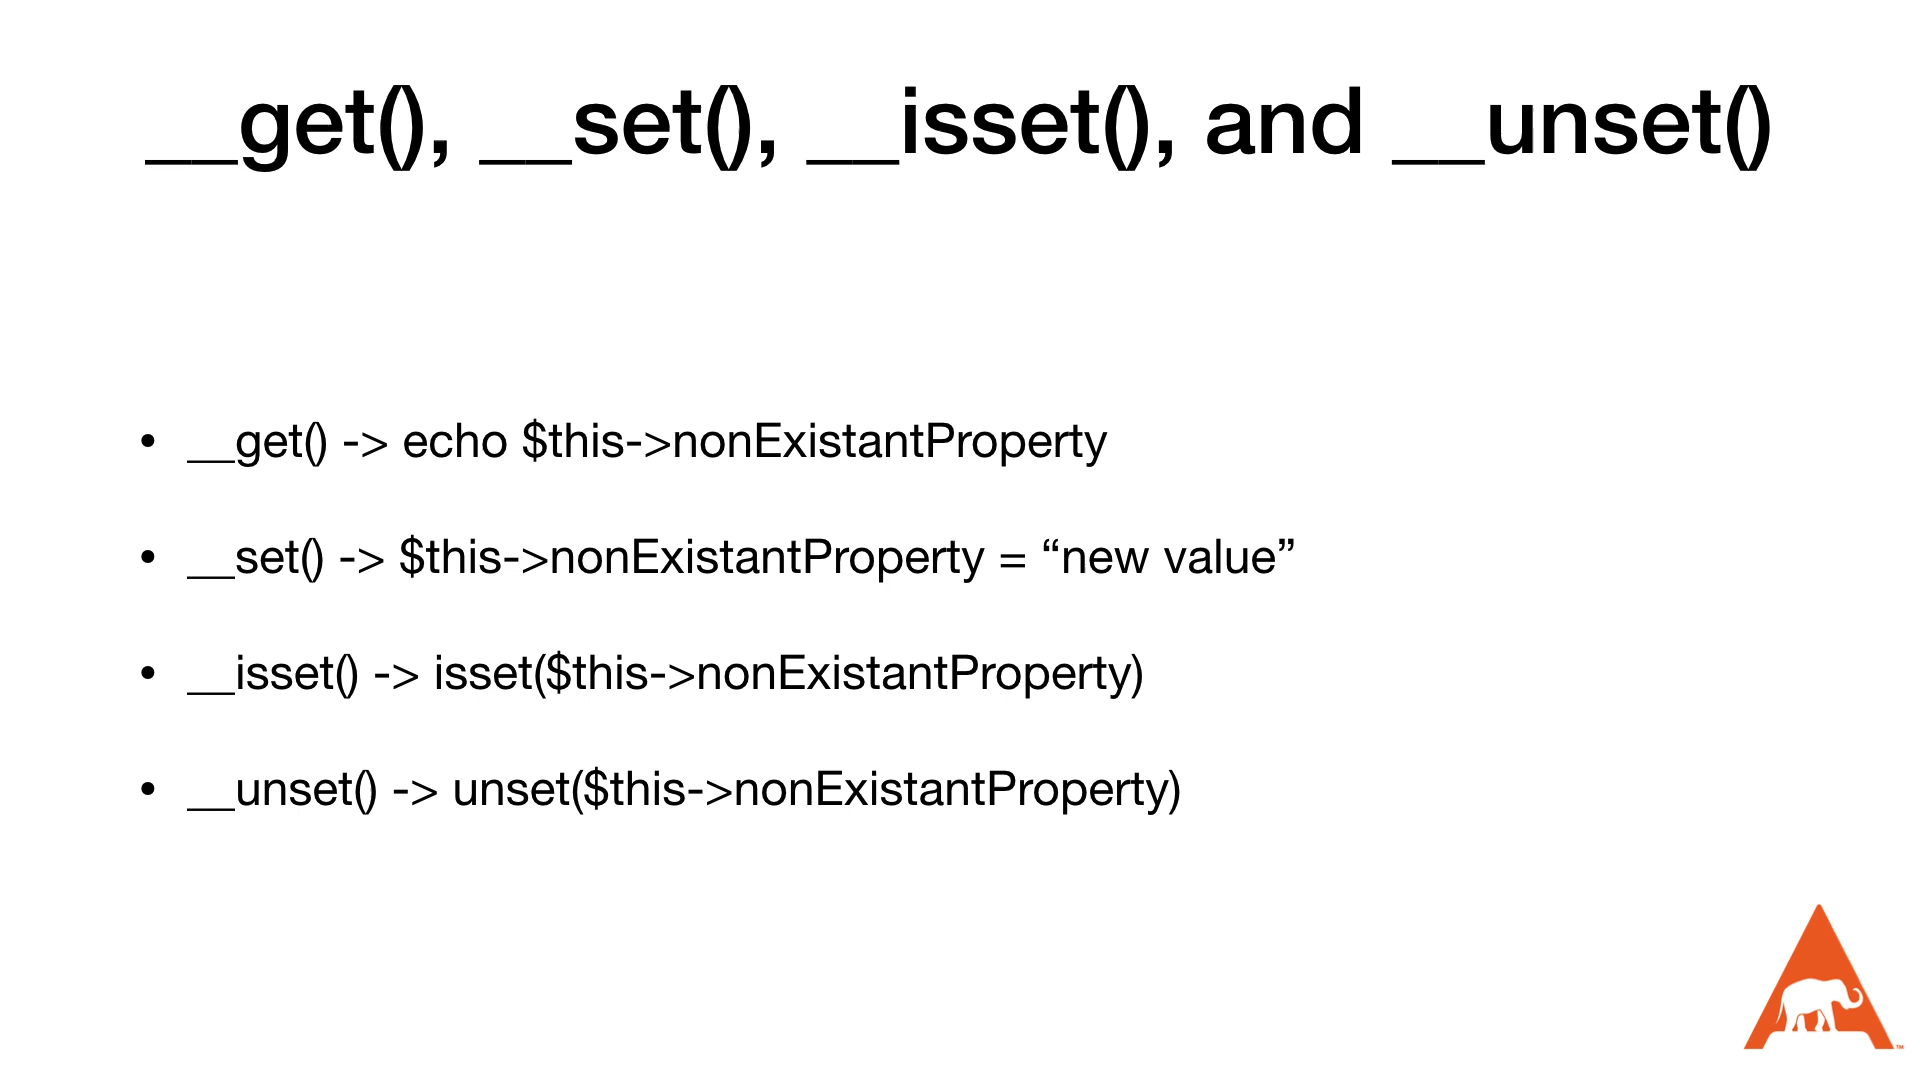 __get(), __set(), __isset(), and __unset()
• __get() -> echo $this->nonExistantProperty
• __set() -> $this->nonExistantProperty = “new value”
• __isset() -> isset($this->nonExistantProperty)
• __unset() -> unset($this->nonExistantProperty)
™